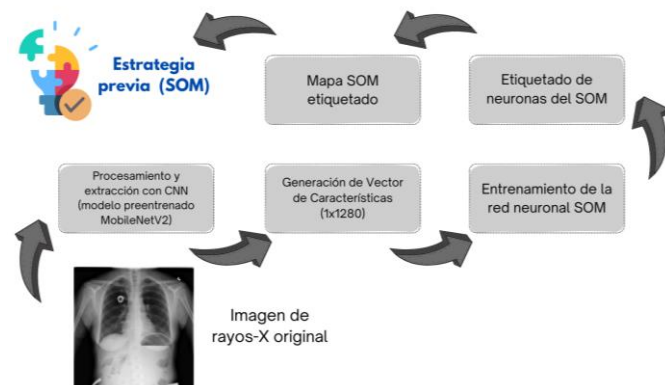 Estrategia
previa (SOM)
Mapa SOM
etiquetado
Etiquetado de
neuronas del SOM
Procesamiento y
extracción con CNN
(modelo preentrenado
MobileNetV2)
Generación de Vector
de Características
(1x1280)
Entrenamiento de la
red neuronal SOM
Imagen de
rayos-X original